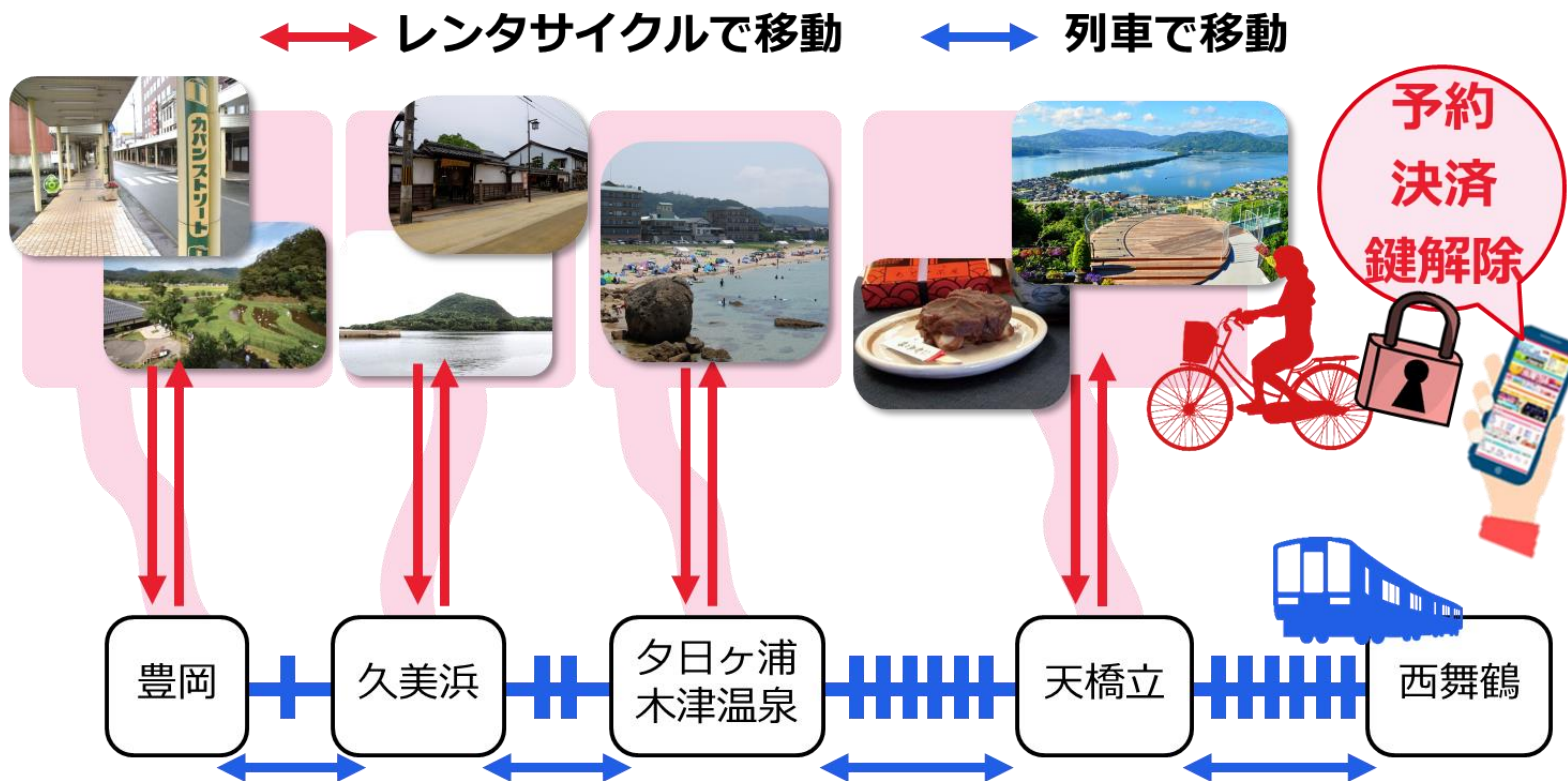 レンタサイクルで移動
列車で移動
カバンストリート
予約
決済
鍵解除
豊岡
久美浜
夕日ヶ浦
木津温泉
天橋立
西舞鶴